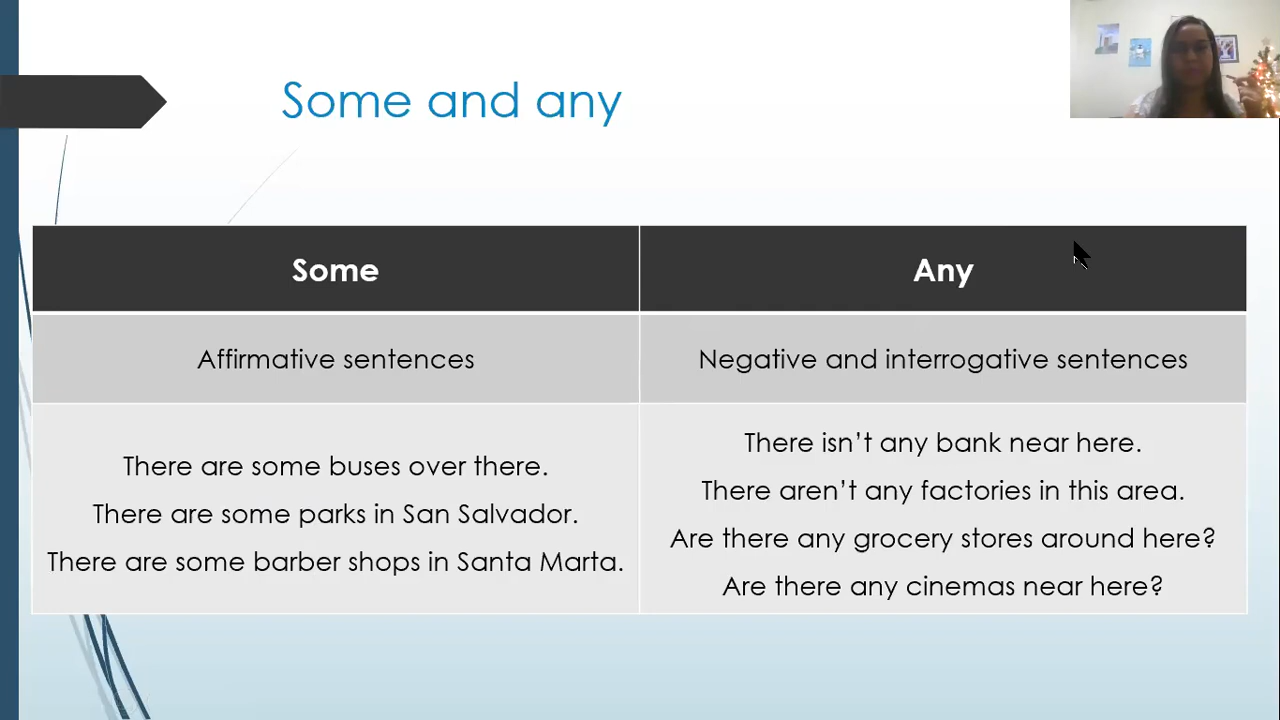 Some and any
Some
Any
Affirmative sentences
Negative and interrogative sentences
There are some buses over there.
There are some parks in San Salvador.
There are some barber shops in Santa Marta.
There isn’t any bank near here.
There aren’t any factories in this area.
Are there any grocery stores around here?
Are there any cinemas near here?